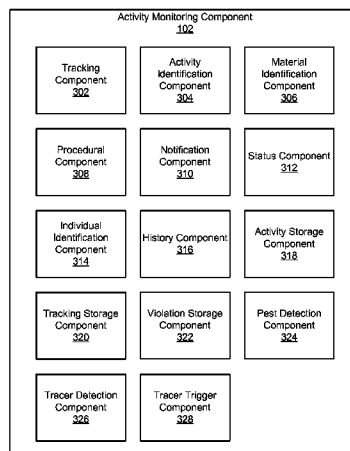 Activity Monitoring Component
102
Tracking
Component
302
Activity
Identification
Component
304
Material
Identification
Component
306
Procedural
Component
308
Notification
Component
310
Status Component
312
Individual
Identification
Component
314
History Component
316
Activity Storage
Component
318
Tracking Storage
Component
320
Violation Storage
Component
322
Pest Detection
Component
324
Tracer Detection
Component
326
Tracer Trigger
Component
328